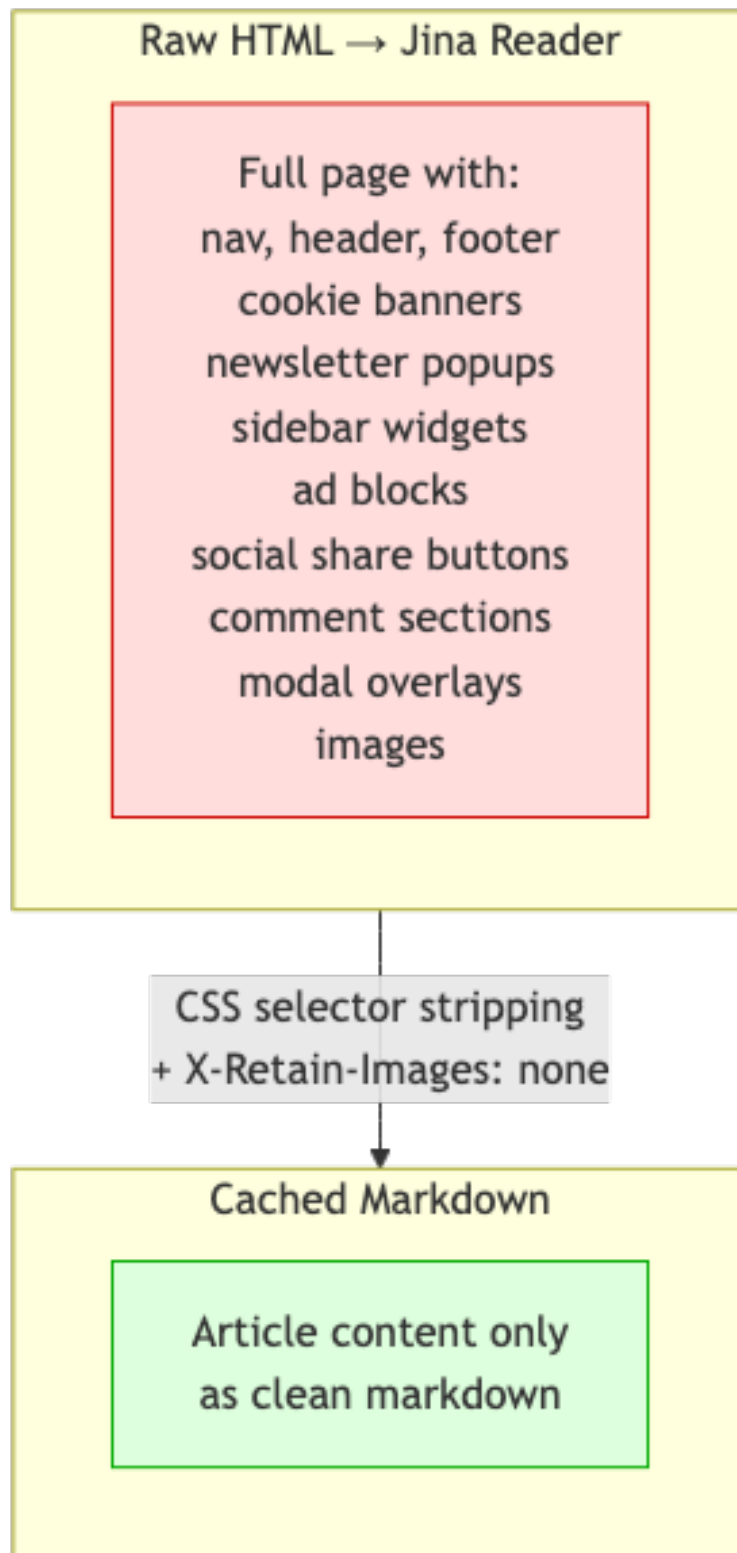 Raw HTML → Jina Reader
Full page with:
nav, header, footer
cookie banners
newsletter popups
sidebar widgets
ad blocks
social share buttons
comment sections
modal overlays
images
CSS selector stripping
+ X-Retain-Images: none
Cached Markdown
Article content only
as clean markdown